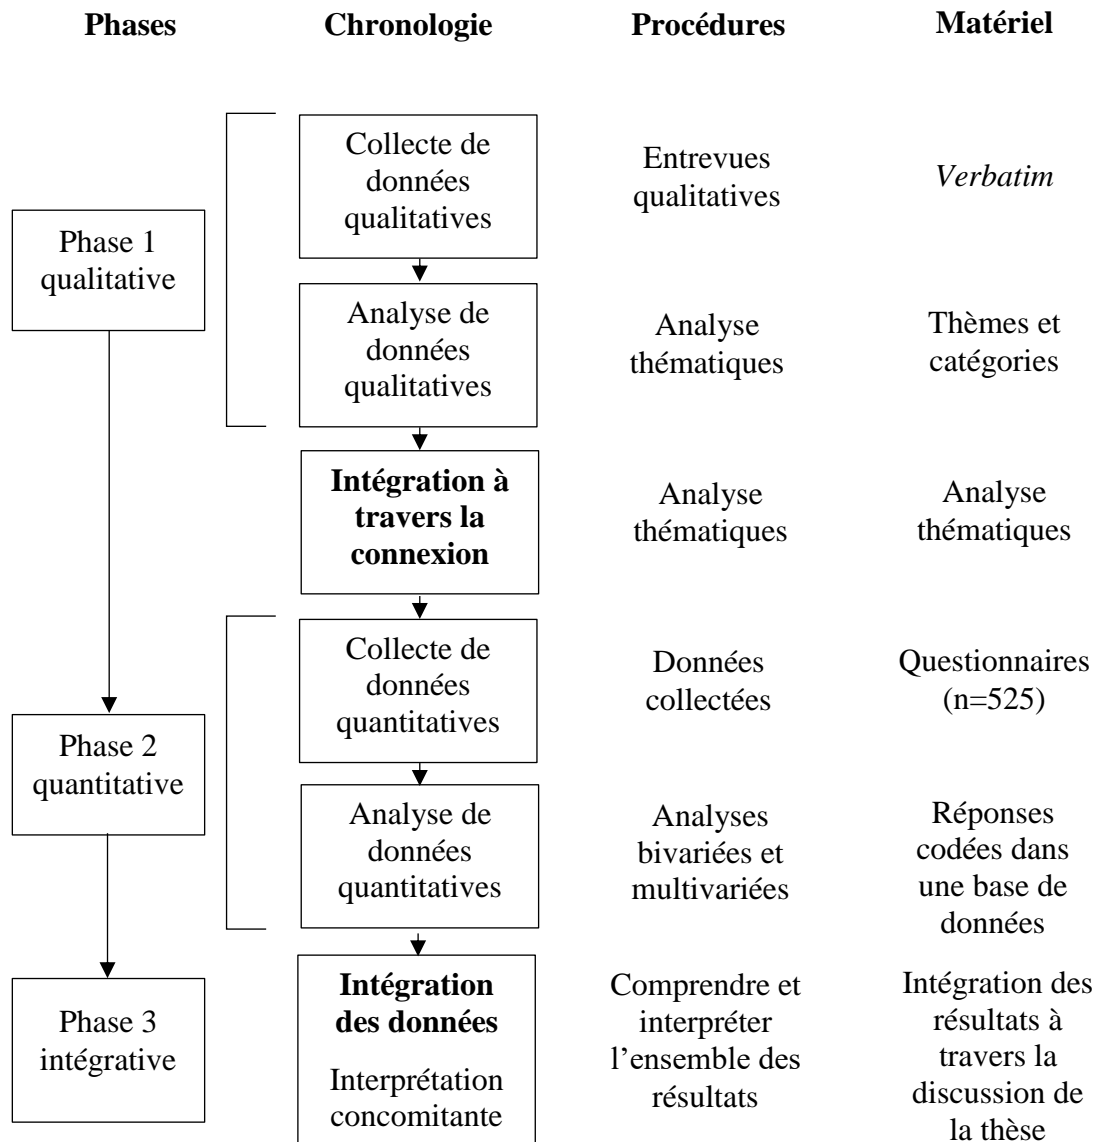 Phases
Chronologie
Procédures
Matériel
Collecte de
données
qualitatives
Entrevues
qualitatives
Verbatim
Phase 1
qualitative
Analyse de
données
qualitatives
Analyse
thématiques
Thèmes et
catégories
Intégration à
travers la
connexion
Analyse
thématiques
Analyse
thématiques
Collecte de
données
quantitatives
Données
collectées
Questionnaires
(n=525)
Phase 2
quantitative
Analyse de
données
quantitatives
Analyses
bivariées et
multivariées
Réponses
codées dans
une base de
données
Phase 3
intégrative
Intégration
des données
Interprétation
concomitante
Comprendre et
interpréter
l’ensemble des
résultats
Intégration des
résultats à
travers la
discussion de
la thèse